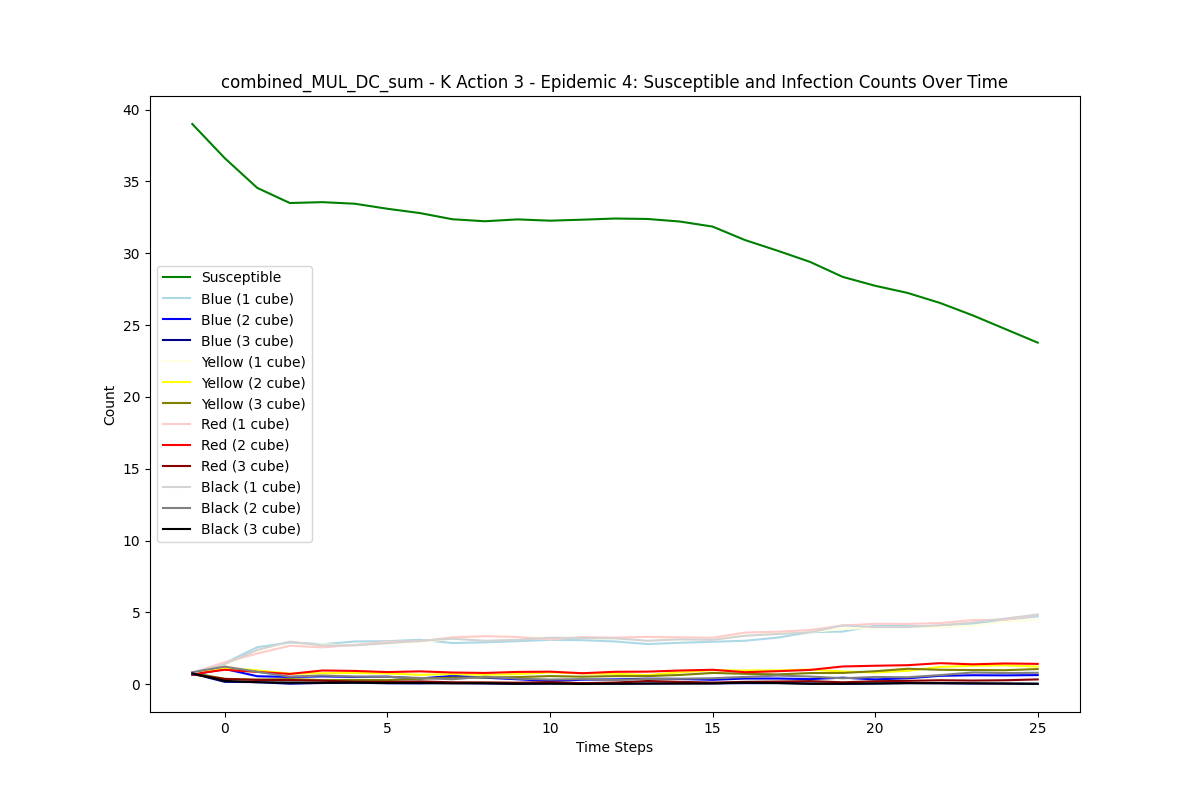 combined_MUL_DC_sum - K Action 3 - Epidemic 4: Susceptible and Infection Counts Over Time
40
35
30
25
20
15
10
5
0
Count
Susceptible
Blue (1 cube)
Blue (2 cube)
Blue (3 cube)
Yellow (1 cube)
Yellow (2 cube)
Yellow (3 cube)
Red (1 cube)
Red (2 cube)
Red (3 cube)
Black (1 cube)
Black (2 cube)
Black (3 cube)
0 5 10 15 20 25
Time Steps